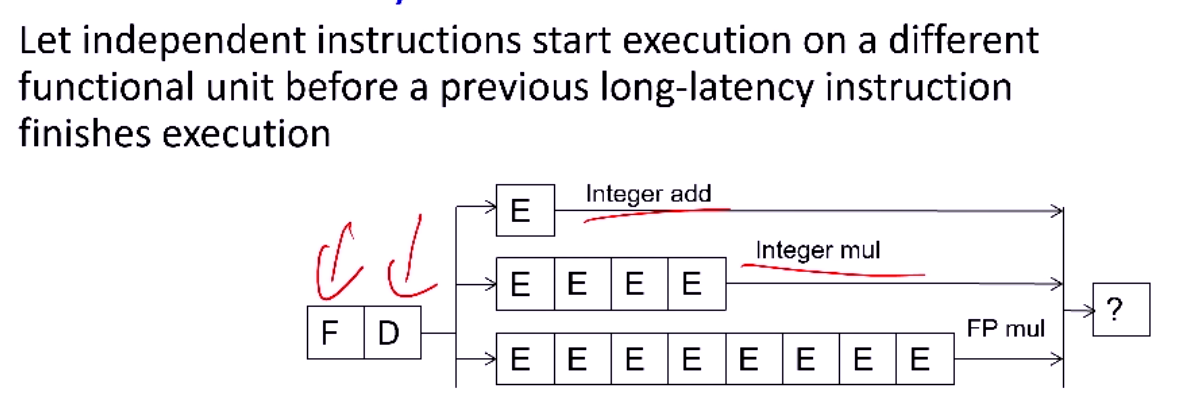 Let independent instructions start execution on a different
functional unit before a previous long-latency instruction
finishes execution
E Integer add
E E E E Integer mul
F D
E E E E E E E E FP mul
?